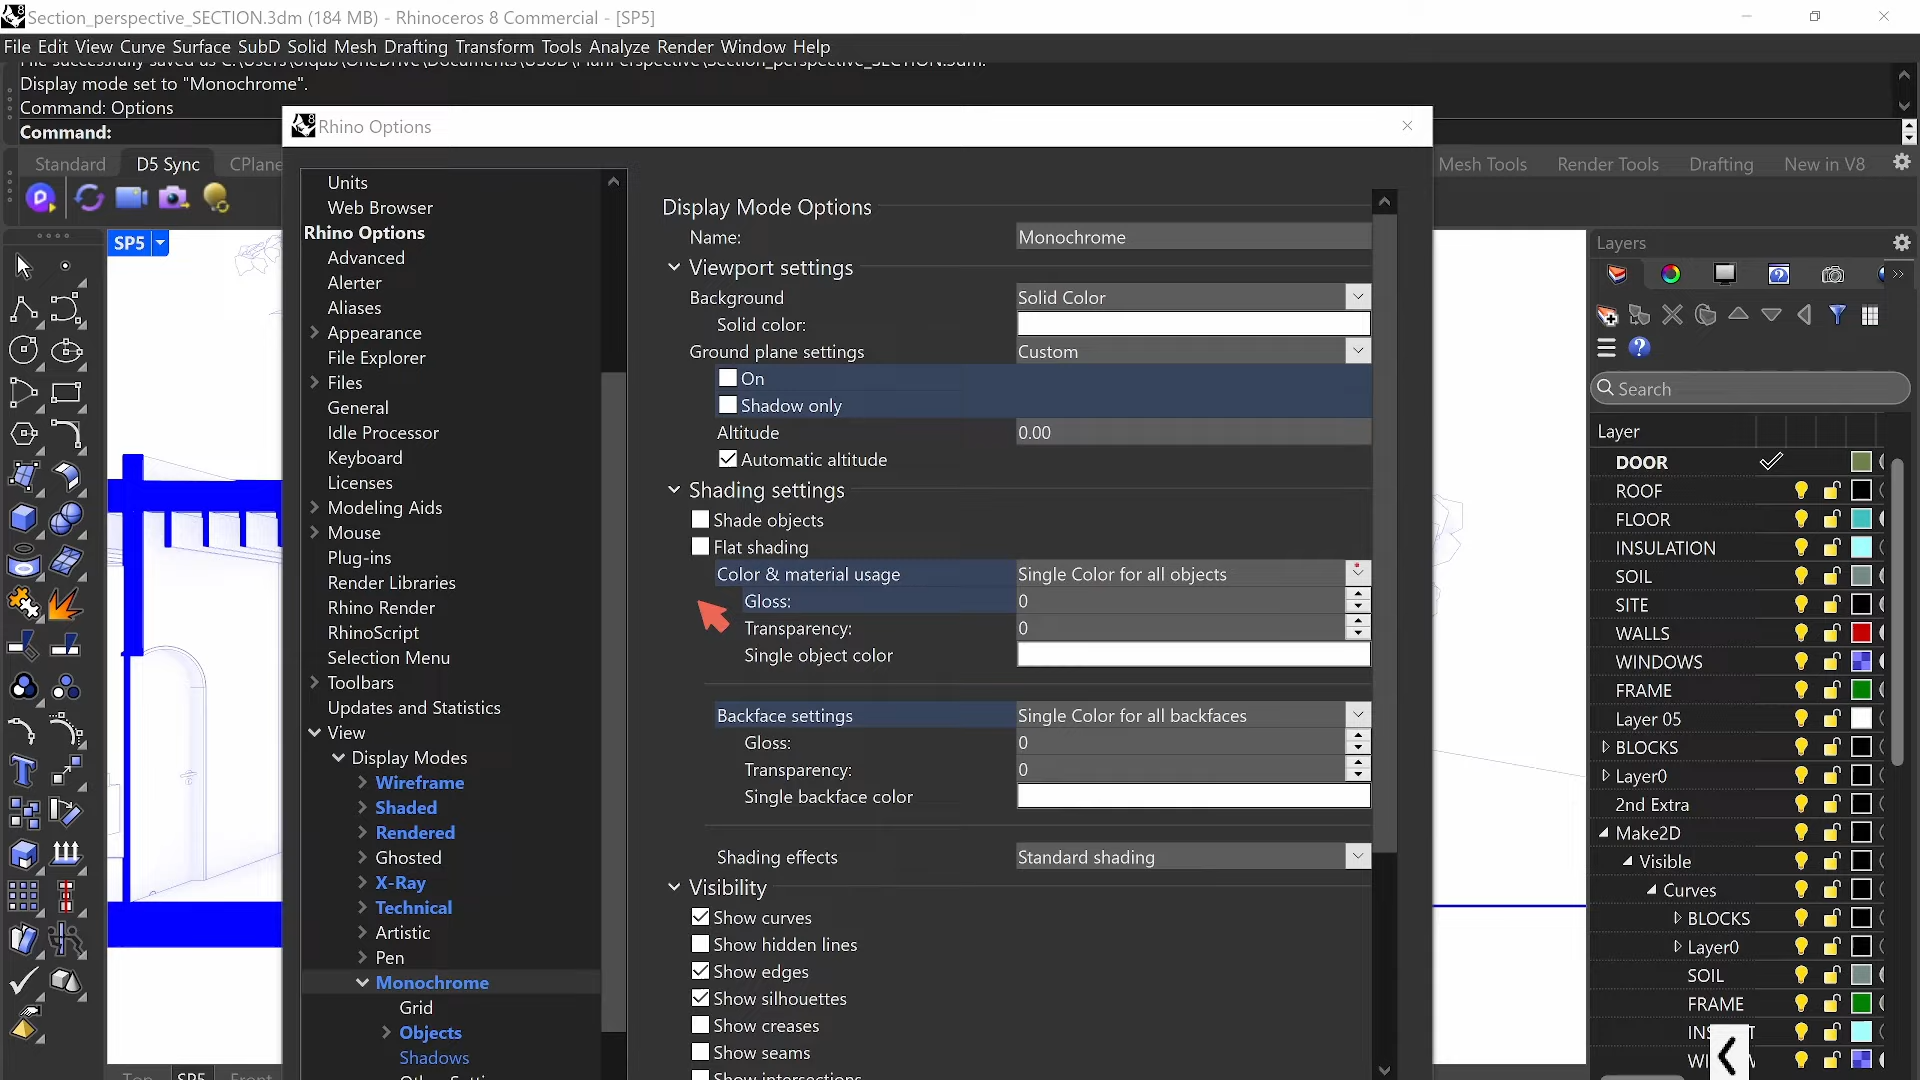 Section_perspective_SECTION.3dm (184 MB) - Rhinoceros 8 Commercial - [SP5]
File Edit View Curve Surface SubD Solid Mesh Drafting Transform Tools Analyze Render Window Help
Display mode set to "Monochrome".
Command: Options
Command:
Rhino Options
Standard
D5 Sync
CPlane
Mesh Tools
Render Tools
Drafting
New in V8
SP5
Units
Web Browser
Rhino Options
Advanced
Alerter
Aliases
Appearance
File Explorer
Files
General
Idle Processor
Keyboard
Licenses
Modeling Aids
Mouse
Plug-ins
Render Libraries
Rhino Render
RhinoScript
Selection Menu
Toolbars
Updates and Statistics
View
Display Modes
Wireframe
Shaded
Rendered
Ghosted
X-Ray
Technical
Artistic
Pen
Monochrome
Grid
Objects
Shadows
Display Mode Options
Name: Monochrome
Viewport settings
Background Solid Color
Solid color:
Ground plane settings Custom
On
Shadow only
Altitude 0.00
Automatic altitude
Shading settings
Shade objects
Flat shading
Color & material usage Single Color for all objects
Gloss: 0
Transparency: 0
Single object color
Backface settings Single Color for all backfaces
Gloss: 0
Transparency: 0
Single backface color
Shading effects Standard shading
Visibility
Show curves
Show hidden lines
Show edges
Show silhouettes
Show creases
Show seams
Show intersections
Layers
Search
Layer
DOOR
ROOF
FLOOR
INSULATION
SOIL
SITE
WALLS
WINDOWS
FRAME
Layer 05
BLOCKS
Layer0
2nd Extra
Make2D
Visible
Curves
BLOCKS
Layer0
SOIL
FRAME
Top SP5 Front